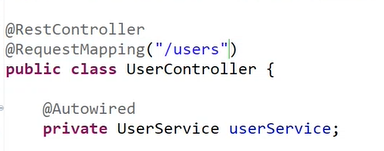 @RestController
@RequestMapping("/users")
public class UserController {
@Autowired
private UserService userService;